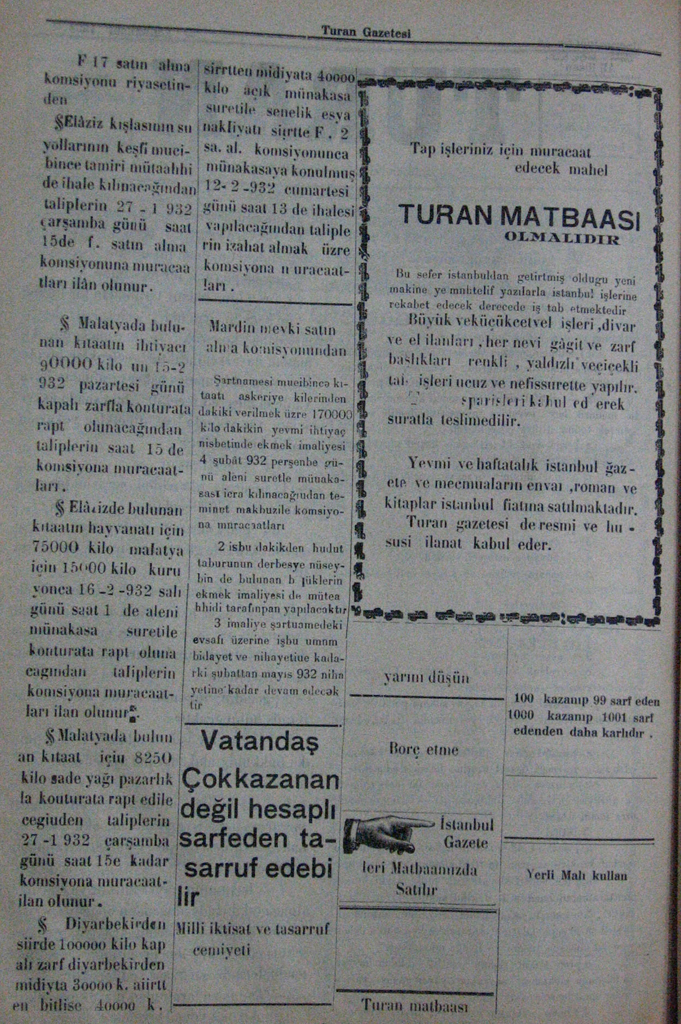 Turan Gazetesi
F 17 satın alma
komsiyonu riyasetin-
den
§Elâziz kışlasının su
yollarının keşfi muci-
bince tamiri mütaahhi
de ihale kılınacağından
taliplerin 27 - 1 932
çarşamba günü saat
15de f. satın alma
komsiyonuna muracaa
tları ilân olunur.
§ Malatyada bulu-
nan kıtaatın ihtiyacı
90000 kilo un 15-2
932 pazartesi günü
kapalı zarfla konturata
rapt olunacağından
taliplerin saat 15 de
komsiyona muracaat-
ları.
§ Elâzizde bulunan
kıtaatın hayvanatı için
75000 kilo malatya
için 15000 kilo kuru
yonca 16-2-932 salı
günü saat 1 de aleni
münakasa suretile
konturata rapt oluna
cağından taliplerin
komsiyona muracaat-
ları ilan olunur.
§Malatyada bulun
an kıtaat için 8250
kilo sade yağı pazarlık
la konturata rapt edile
ceğinden taliplerin
27-1 932 çarşamba
günü saat 15e kadar
komsiyona muracaat-
ilan olunur.
§ Diyarbekirden
siirde 100000 kilo kap
alı zarf diyarbekirden
midiyta 30000 k. aiirtt
en bitlise 40000 k.
sirrtten midiyata 40000
kilo açık münakasa
suretile senelik eşya
nakliyatı siirtte F. 2
sa. al. komsiyonunca
münakasaya konulmuş
12-2-932 cumartesi
günü saat 13 de ihalesi
yapılacağından taliple
rin izahat almak üzre
komsiyona muracaat-
ları.
Mardin mevki satın
alma komisyonundan
Şartnamesi mucibince kı-
taatı askeriye kilerinden
dakiki verilmek üzre 170000
kilo dakikin yevmi ihtiyaç
nisbetinde ekmek imaliyesi
4 şubât 932 perşenbe gü-
nü aleni suretle münaka-
sası icra kılınacağından te-
minat makbuzile komsiyo-
na muracaatları
2 isbu dakikden hudut
taburunun derbesye nüsey-
bin de bulunan b lüklerin
ekmek imaliyesi de mütea
hhidi tarafınpan yapılacaktır
3 imaliye şartnamedeki
evsafı üzerine işbu umum
bidayet ve nihayetine kada-
rki şubattan mayıs 932 niha
yetine kadar devam edecek
tir
Vatandaş
Çokkazanan
değil hesaplı
sarfeden ta-
sarruf edebi
lir
Milli iktisat ve tasarruf
cemiyeti
Tap işleriniz için muracaat
edecek mahel
TURAN MATBAASI
OLMALIDIR
Bu sefer istanbuldan getirtmiş olduğu yeni
makine ye muhtelif yazılarla istanbul işlerine
rekabet edecek derecede iş tab etmektedir
Büyük veküçükcetvel işleri ,divar
ve el ilanları , her nevi gâgit ve zarf
başlıkları renkli , yaldızlı veçiçekli
tab işleri ucuz ve nefissurette yapılır.
sparişleri kabul ed erek
suratla teslimedilir.
Yevmi ve haftatalık istanbul ğaz-
ete ve mecmuaların envai ,roman ve
kitaplar istanbul fiatına satılmaktadır.
Turan gazetesi de resmi ve hu -
susi ilanat kabul eder.
yarını düşün
Borç etme
İstanbul
Gazete
leri Matbaamızda
Satılır
Turan matbaası
100 kazanıp 99 sarf eden
1000 kazanıp 1001 sarf
edenden daha karlıdır .
Yerli Malı kullan